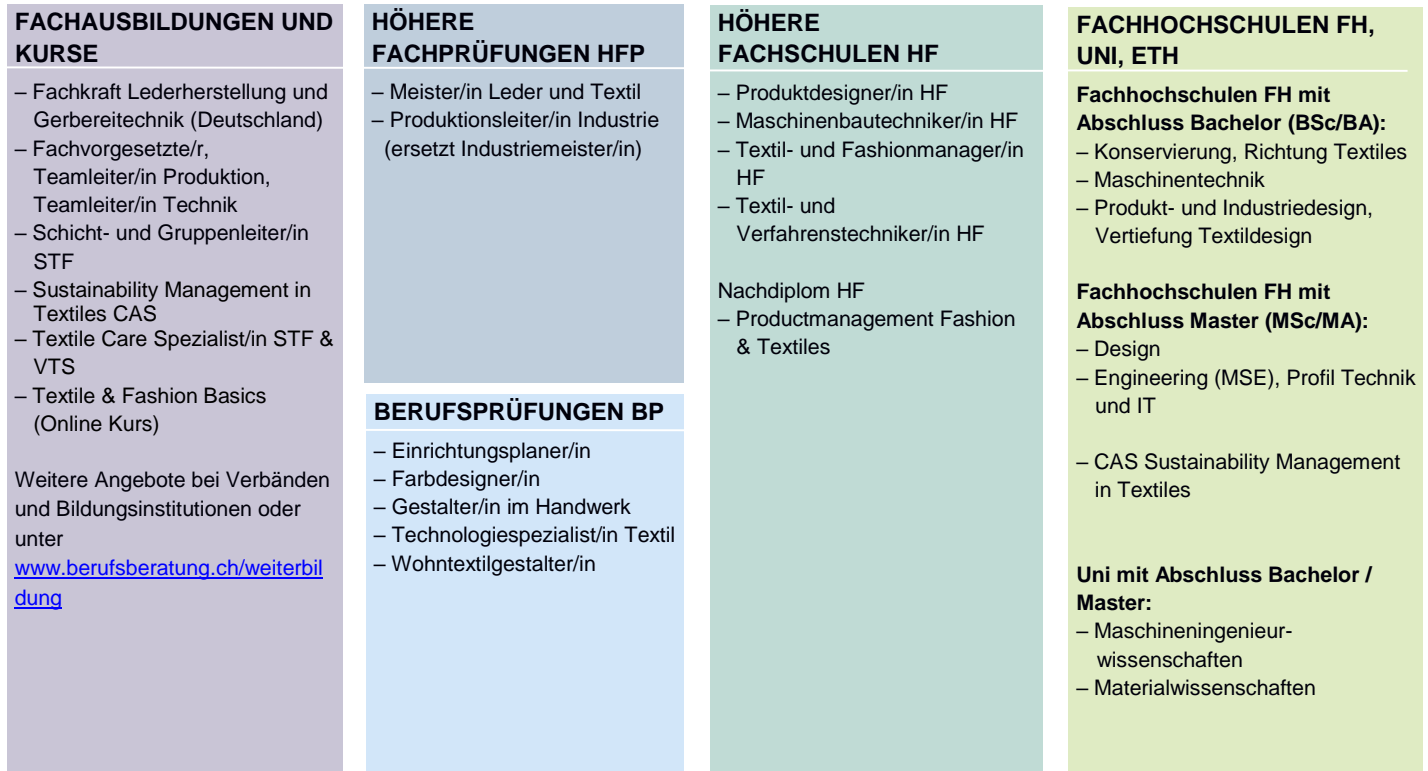 FACHAUSBILDUNGEN UND
KURSE
– Fachkraft Lederherstellung und
Gerbereitechnik (Deutschland)
– Fachvorgesetzte/r,
Teamleiter/in Produktion,
Teamleiter/in Technik
– Schicht- und Gruppenleiter/in
STF
– Sustainability Management in
Textiles CAS
– Textile Care Spezialist/in STF &
VTS
– Textile & Fashion Basics
(Online Kurs)
Weitere Angebote bei Verbänden
und Bildungsinstitutionen oder
unter
www.berufsberatung.ch/weiterbil
dung
HÖHERE
FACHPRÜFUNGEN HFP
– Meister/in Leder und Textil
– Produktionsleiter/in Industrie
(ersetzt Industriemeister/in)
BERUFSPRÜFUNGEN BP
– Einrichtungsplaner/in
– Farbdesigner/in
– Gestalter/in im Handwerk
– Technologiespezialist/in Textil
– Wohntextilgestalter/in
HÖHERE
FACHSCHULEN HF
– Produktdesigner/in HF
– Maschinenbautechniker/in HF
– Textil- und Fashionmanager/in
HF
– Textil- und
Verfahrenstechniker/in HF
Nachdiplom HF
– Productmanagement Fashion
& Textiles
FACHHOCHSCHULEN FH,
UNI, ETH
Fachhochschulen FH mit
Abschluss Bachelor (BSc/BA):
– Konservierung, Richtung Textiles
– Maschinentechnik
– Produkt- und Industriedesign,
Vertiefung Textildesign
Fachhochschulen FH mit
Abschluss Master (MSc/MA):
– Design
– Engineering (MSE), Profil Technik
und IT
– CAS Sustainability Management
in Textiles
Uni mit Abschluss Bachelor /
Master:
– Maschineningenieur-
wissenschaften
– Materialwissenschaften